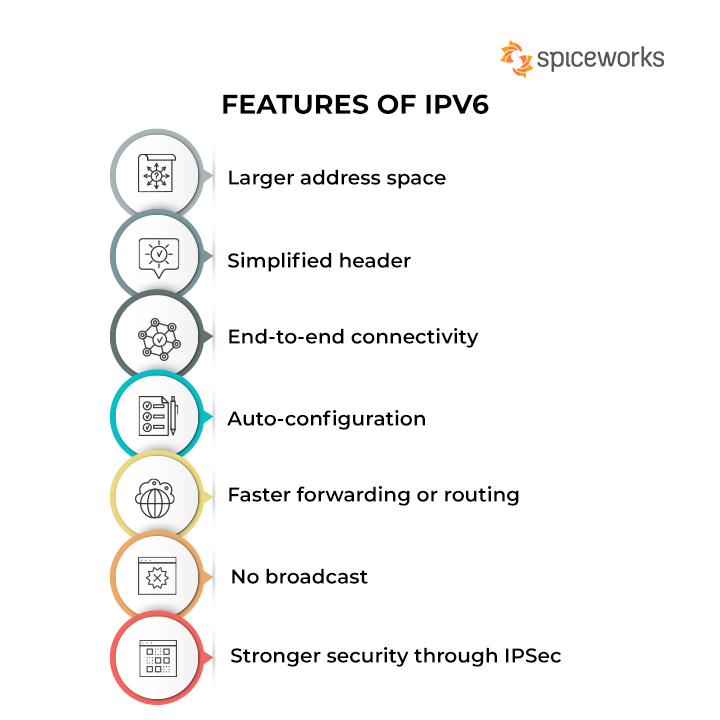 spiceworks
FEATURES OF IPV6
Larger address space
Simplified header
End-to-end connectivity
Auto-configuration
Faster forwarding or routing
No broadcast
Stronger security through IPSec